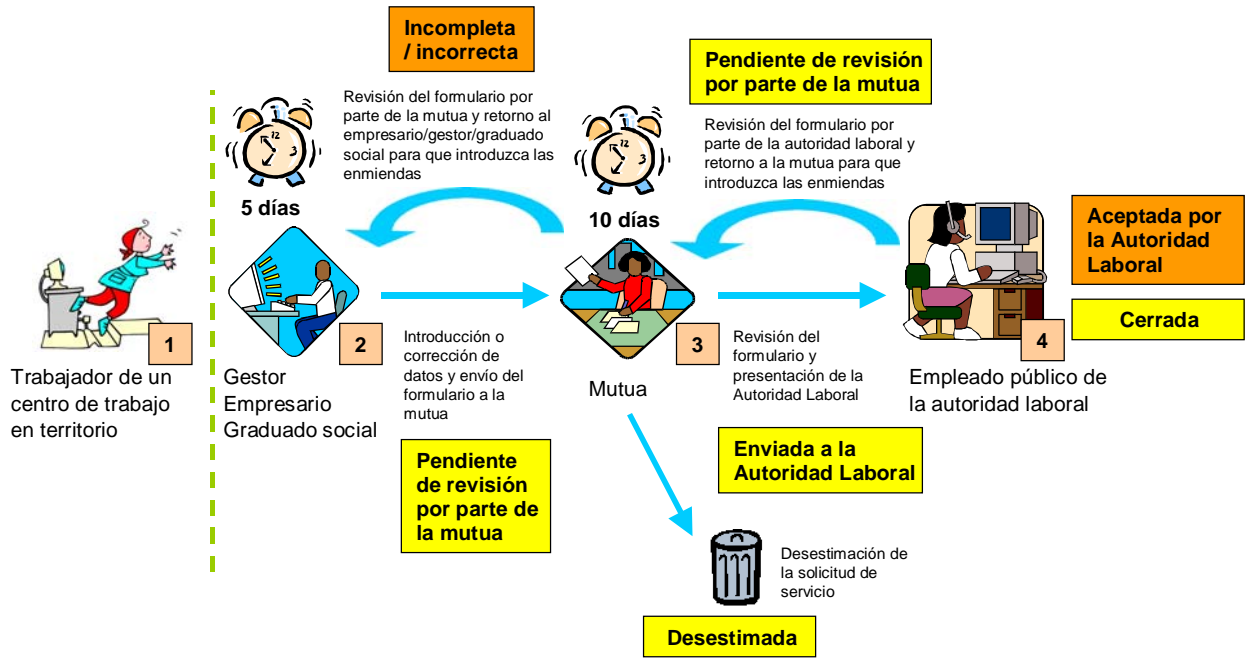 Incompleta
/ incorrecta
Pendiente de revisión
por parte de la mutua
Revisión del formulario por
parte de la mutua y retorno al
empresario/gestor/graduado
social para que introduzca las
enmiendas
Revisión del formulario por
parte de la autoridad laboral y
retorno a la mutua para que
introduzca las enmiendas
12
3
12
3
5 días
10 días
Aceptada por
la Autoridad
Laboral
Cerrada
1
2
3
4
Trabajador de un
centro de trabajo
en territorio
Gestor
Empresario
Graduado social
Introducción o
corrección de
datos y envío del
formulario a la
mutua
Mutua
Revisión del
formulario y
presentación de la
Autoridad Laboral
Empleado público de
la autoridad laboral
Pendiente
de revisión
por parte de
la mutua
Enviada a la
Autoridad Laboral
Desestimación de
la solicitud de
servicio
Desestimada